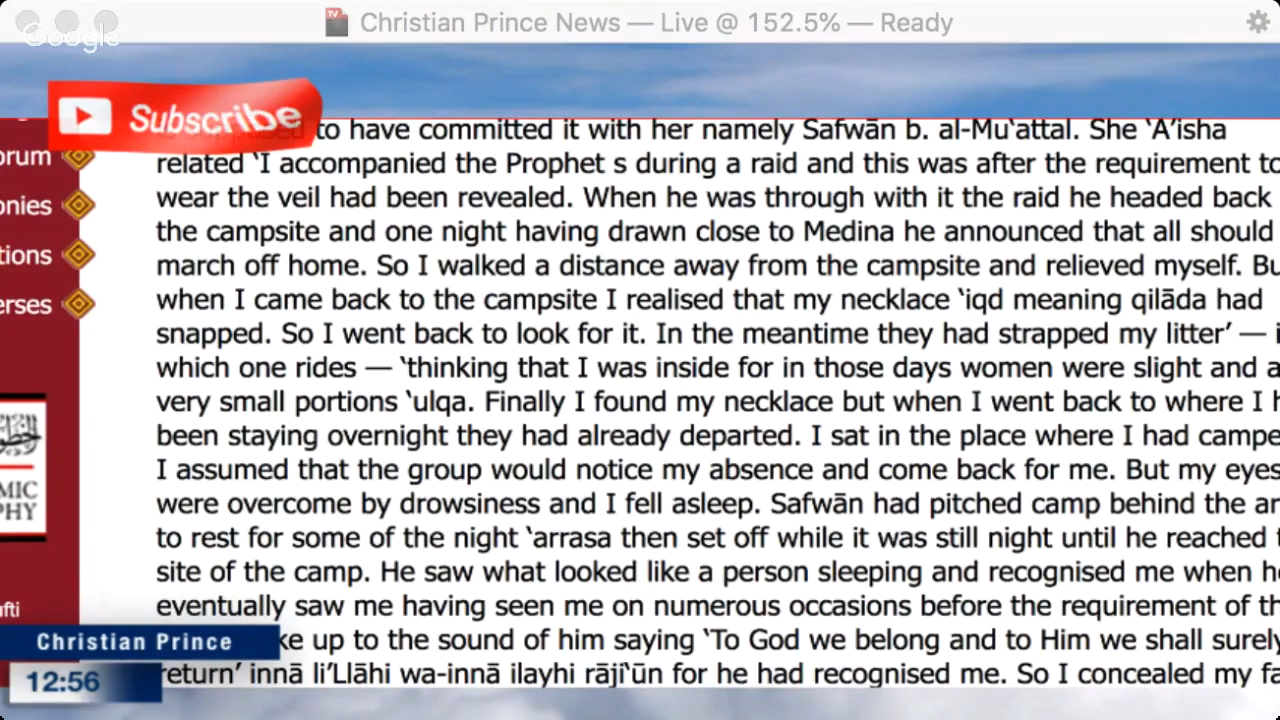 Christian Prince News — Live @ 152.5% — Ready
Google
Subscribe
to have committed it with her namely Safwān b. al-Mu‘attal. She ‘A’isha
related ‘I accompanied the Prophet s during a raid and this was after the requirement to
wear the veil had been revealed. When he was through with it the raid he headed back
the campsite and one night having drawn close to Medina he announced that all should
march off home. So I walked a distance away from the campsite and relieved myself. Bu
when I came back to the campsite I realised that my necklace ‘iqd meaning qilāda had
snapped. So I went back to look for it. In the meantime they had strapped my litter’ —
which one rides — ‘thinking that I was inside for in those days women were slight and a
very small portions ‘ulqa. Finally I found my necklace but when I went back to where I h
been staying overnight they had already departed. I sat in the place where I had campe
I assumed that the group would notice my absence and come back for me. But my eyes
were overcome by drowsiness and I fell asleep. Safwān had pitched camp behind the ar
to rest for some of the night ‘arrasa then set off while it was still night until he reached
site of the camp. He saw what looked like a person sleeping and recognised me when he
eventually saw me having seen me on numerous occasions before the requirement of th
ke up to the sound of him saying ‘To God we belong and to Him we shall surely
return’ innā li’Llāhi wa-innā ilayhi rāji‘ūn for he had recognised me. So I concealed my fa
orum
onies
tions
erses
MIC
PHY
fti
Christian Prince
12:56